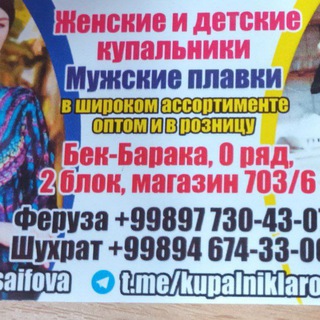 Женские и детские
купальники
Мужские плавки
в широком ассортименте
оптом и в розницу
Бек-Барака, 0 ряд,
2 блок, магазин 703/6
Феруза +99897 730-43-0
Шухрат +99894 674-33-0
saifova t.me/kupalniklaro